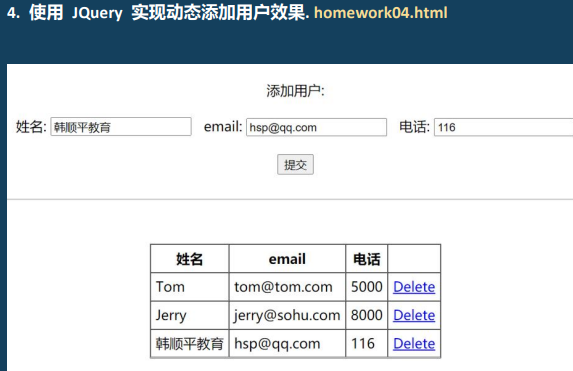 4. 使用 JQuery 实现动态添加用户效果. homework04.html
添加用户:
姓名: 韩顺平教育 email: hsp@qq.com 电话: 116
提交
姓名 email 电话
Tom tom@tom.com 5000 Delete
Jerry jerry@sohu.com 8000 Delete
韩顺平教育 hsp@qq.com 116 Delete